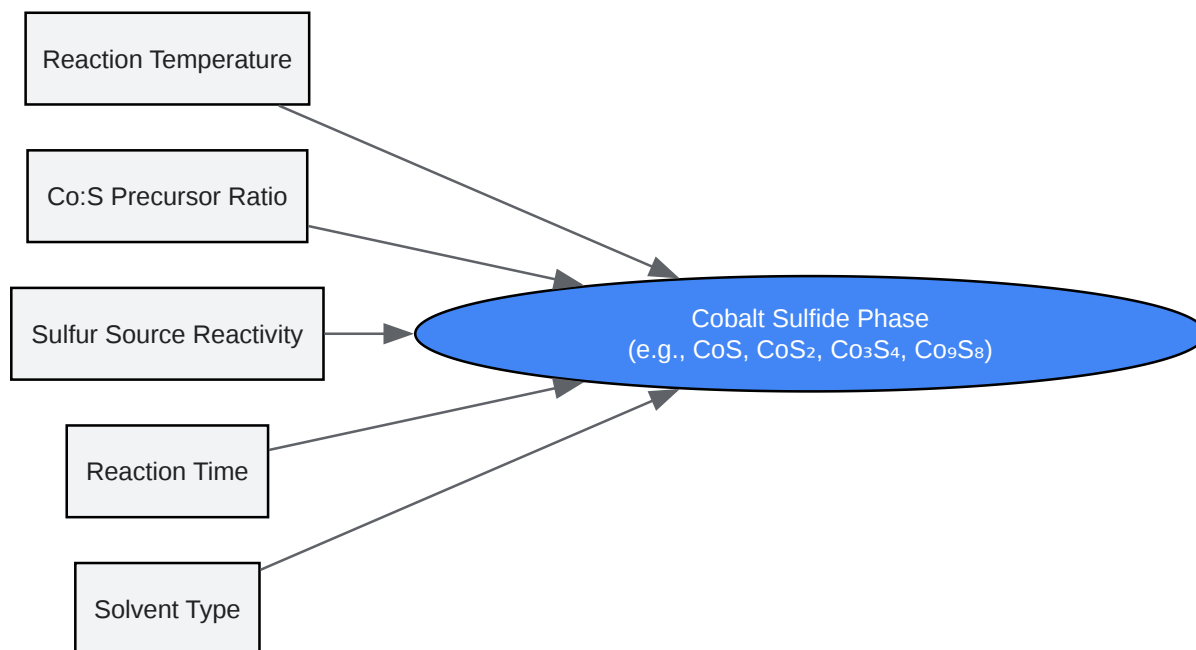 Reaction Temperature
Co:S Precursor Ratio
Sulfur Source Reactivity
Cobalt Sulfide Phase
(e.g., CoS, CoS₂, Co₃S₄, Co₉S₈)
Reaction Time
Solvent Type